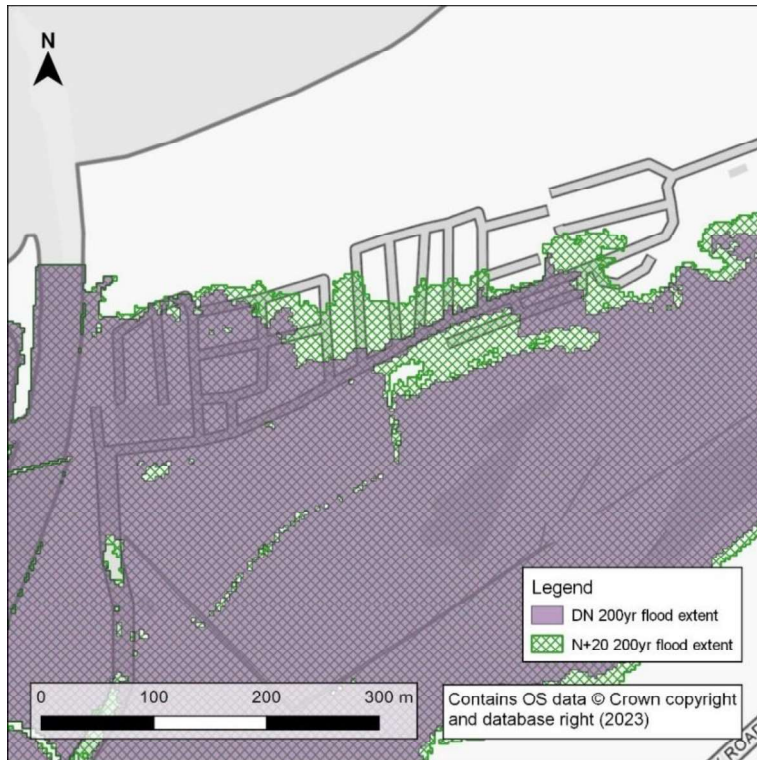 N
Legend
DN 200yr flood extent
N+20 200yr flood extent
0 100 200 300 m
Contains OS data © Crown copyright
and database right (2023)
ROAD